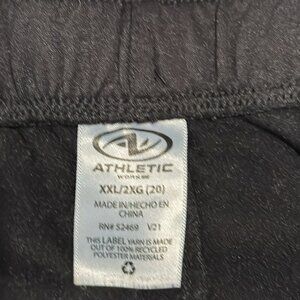 ATHLETIC
WORKS
XXL/2XG (20)
MADE IN/HECHO EN
CHINA
RN# 52469 V21
THIS LABEL YARN IS MADE
OUT OF 100% RECYCLED
POLYESTER MATERIALS